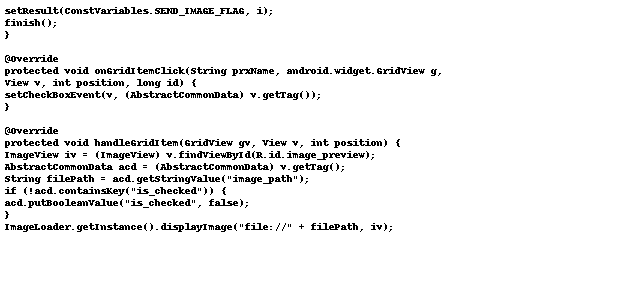 setResult(ConstVariables.SEND_IMAGE_FLAG, i);
finish();
}
@Override
protected void onGridItemClick(String prxName, android.widget.GridView g,
View v, int position, long id) {
setCheckBoxEvent(v, (AbstractCommonData) v.getTag());
}
@Override
protected void handleGridItem(GridView gv, View v, int position) {
ImageView iv = (ImageView) v.findViewById(R.id.image_preview);
AbstractCommonData acd = (AbstractCommonData) v.getTag();
String filePath = acd.getStringValue("image_path");
if (!acd.containsKey("is_checked")) {
acd.putBooleanValue("is_checked", false);
}
ImageLoader.getInstance().displayImage("file://" + filePath, iv);